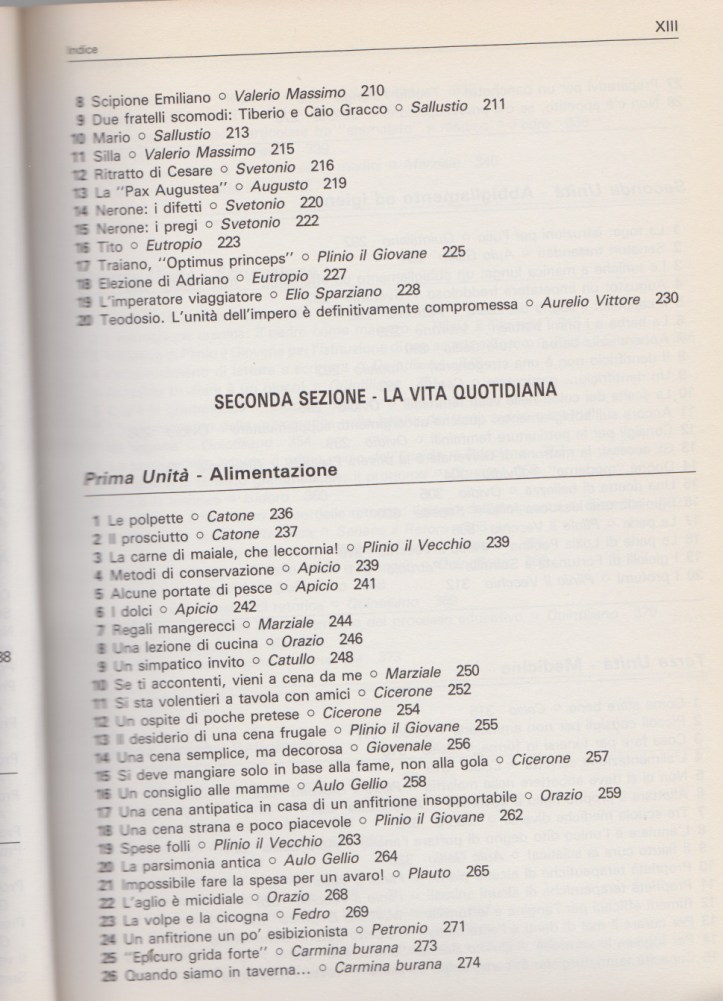 XIII
Indice
8 Scipione Emiliano ○ Valerio Massimo 210
9 Due fratelli scomodi: Tiberio e Caio Gracco ○ Sallustio 211
10 Mario ○ Sallustio 213
11 Silla ○ Valerio Massimo 215
12 Ritratto di Cesare ○ Svetonio 216
13 La "Pax Augustea" ○ Augusto 219
14 Nerone: i difetti ○ Svetonio 220
15 Nerone: i pregi ○ Svetonio 222
16 Tito ○ Eutropio 223
17 Traiano, "Optimus princeps" ○ Plinio il Giovane 225
18 Elezione di Adriano ○ Eutropio 227
19 L'imperatore viaggiatore ○ Elio Sparziano 228
20 Teodosio. L'unità dell'impero è definitivamente compromessa ○ Aurelio Vittore 230
SECONDA SEZIONE - LA VITA QUOTIDIANA
Prima Unità - Alimentazione
1 Le polpette ○ Catone 236
2 Il prosciutto ○ Catone 237
3 La carne di maiale, che leccornia! ○ Plinio il Vecchio 239
4 Metodi di conservazione ○ Apicio 239
5 Alcune portate di pesce ○ Apicio 241
6 I dolci ○ Apicio 242
7 Regali mangerecci ○ Marziale 244
8 Una lezione di cucina ○ Orazio 246
9 Un simpatico invito ○ Catullo 248
10 Se ti accontenti, vieni a cena da me ○ Marziale 250
11 Si sta volentieri a tavola con amici ○ Cicerone 252
12 Un ospite di poche pretese ○ Cicerone 254
13 Il desiderio di una cena frugale ○ Plinio il Giovane 255
14 Una cena semplice, ma decorosa ○ Giovenale 256
15 Si deve mangiare solo in base alla fame, non alla gola ○ Cicerone 257
16 Un consiglio alle mamme ○ Aulo Gellio 258
17 Una cena antipatica in casa di un anfitrione insopportabile ○ Orazio 259
18 Una cena strana e poco piacevole ○ Plinio il Giovane 262
19 Spese folli ○ Plinio il Vecchio 263
20 La parsimonia antica ○ Aulo Gellio 264
21 Impossibile fare la spesa per un avaro! ○ Plauto 265
22 L'aglio è micidiale ○ Orazio 268
23 La volpe e la cicogna ○ Fedro 269
24 Un anfitrione un po' esibizionista ○ Petronio 271
25 "Epicuro grida forte" ○ Carmina burana 273
26 Quando siamo in taverna... ○ Carmina burana 274